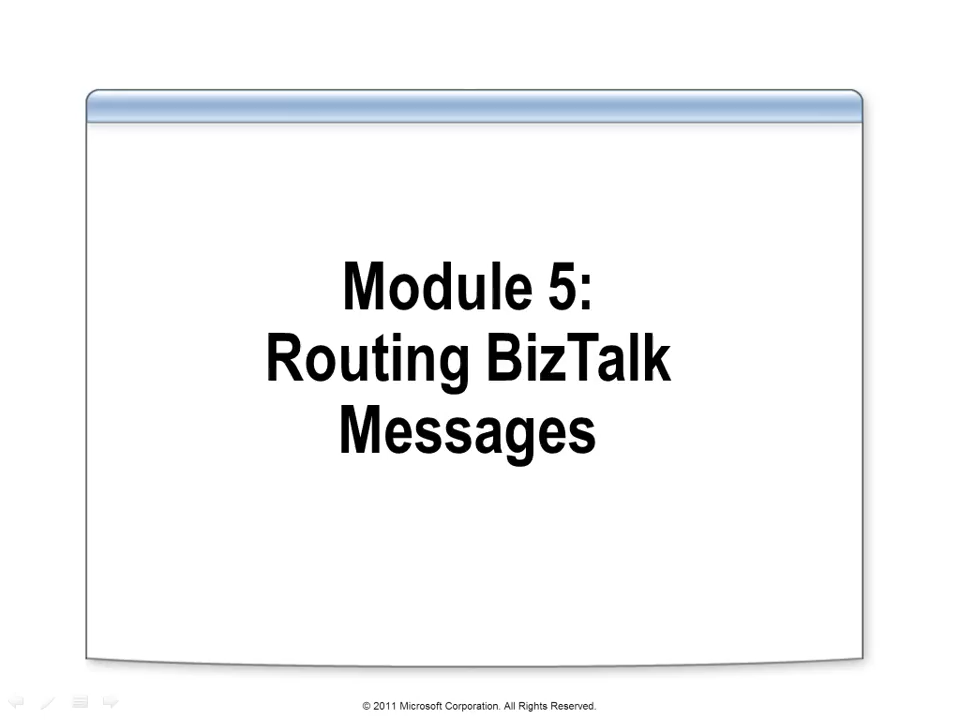 Module 5:
Routing BizTalk
Messages
© 2011 Microsoft Corporation. All Rights Reserved.